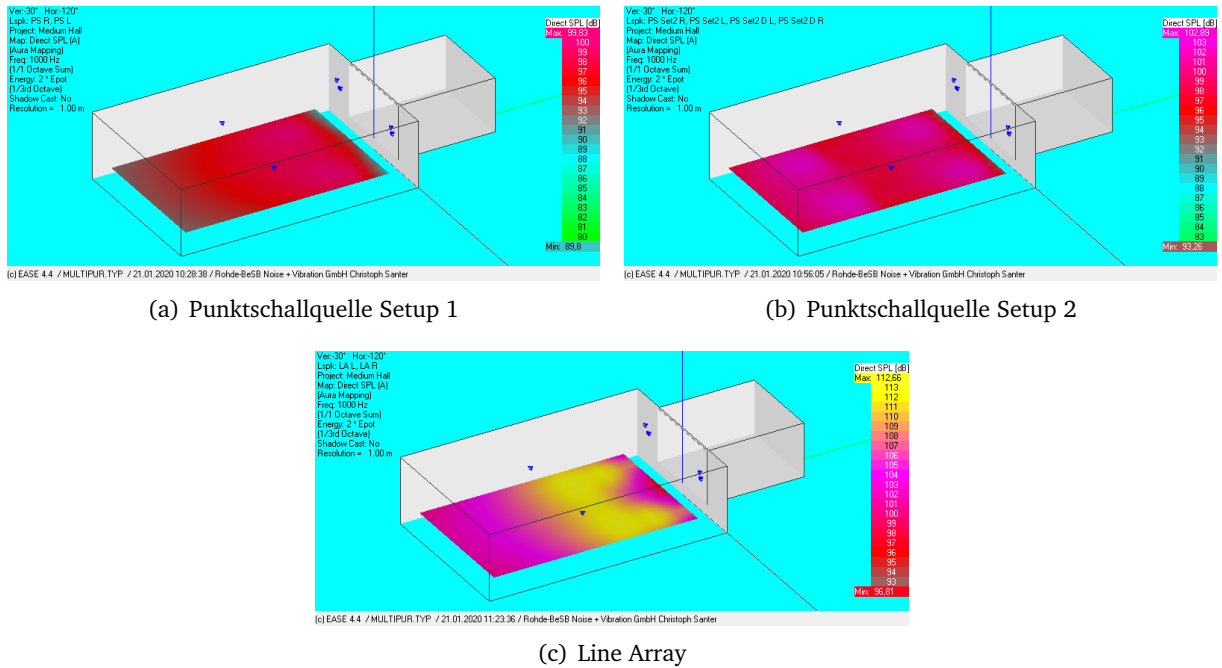 Ver:-30° Hor:-120°
Lspk: PS R, PS L
Project: Medium Hall
Map: Direct SPL (A)
(Aura Mapping)
Freq: 1000 Hz
(1/1 Octave Sum)
Energy: 2 * Epot
(1/3rd Octave)
Shadow Cast: No
Resolution = 1.00 m
Direct SPL [dB]
Max: 99,83
100
99
98
97
96
95
94
93
92
91
90
89
88
87
86
85
84
83
82
81
80
Min: 89,8
(c) EASE 4.4 / MULTIPUR.TYP / 21.01.2020 10:28:38 / Rohde-BeSB Noise + Vibration GmbH Christoph Santer
(a) Punktschallquelle Setup 1
Ver:-30° Hor:-120°
Lspk: PS Set2 R, PS Set2 L, PS Set2 D L, PS Set2 D R
Project: Medium Hall
Map: Direct SPL (A)
(Aura Mapping)
Freq: 1000 Hz
(1/1 Octave Sum)
Energy: 2 * Epot
(1/3rd Octave)
Shadow Cast: No
Resolution = 1.00 m
Direct SPL [dB]
Max: 102,89
103
102
101
100
99
98
97
96
95
94
93
92
91
90
89
88
87
86
85
84
83
Min: 93,26
(c) EASE 4.4 / MULTIPUR.TYP / 21.01.2020 10:56:05 / Rohde-BeSB Noise + Vibration GmbH Christoph Santer
(b) Punktschallquelle Setup 2
Ver:-30° Hor:-120°
Lspk: LA L, LA R
Project: Medium Hall
Map: Direct SPL (A)
(Aura Mapping)
Freq: 1000 Hz
(1/1 Octave Sum)
Energy: 2 * Epot
(1/3rd Octave)
Shadow Cast: No
Resolution = 1.00 m
Direct SPL [dB]
Max: 112,66
113
112
111
110
109
108
107
106
105
104
103
102
101
100
99
98
97
96
95
94
93
Min: 96,81
(c) EASE 4.4 / MULTIPUR.TYP / 21.01.2020 11:23:36 / Rohde-BeSB Noise + Vibration GmbH Christoph Santer
(c) Line Array